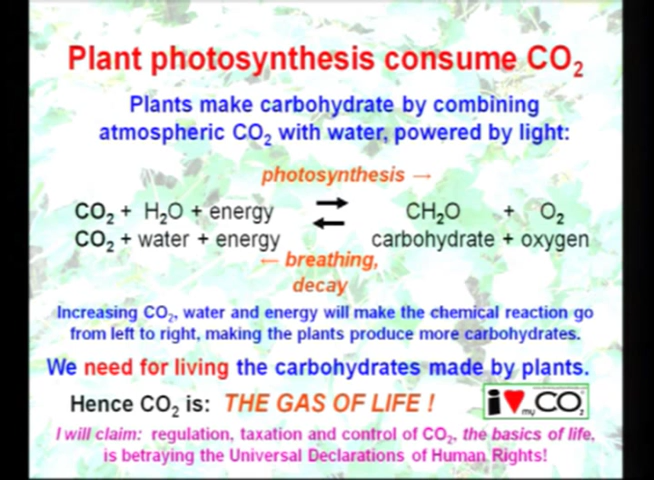 Plant photosynthesis consume CO₂
Plants make carbohydrate by combining
atmospheric CO₂ with water, powered by light:
photosynthesis →
CO₂ + H₂O + energy ⇄ CH₂O + O₂
CO₂ + water + energy carbohydrate + oxygen
← breathing,
decay
Increasing CO₂, water and energy will make the chemical reaction go
from left to right, making the plants produce more carbohydrates.
We need for living the carbohydrates made by plants.
Hence CO₂ is: THE GAS OF LIFE !
i ♥ my CO₂
I will claim: regulation, taxation and control of CO₂, the basics of life,
is betraying the Universal Declarations of Human Rights!